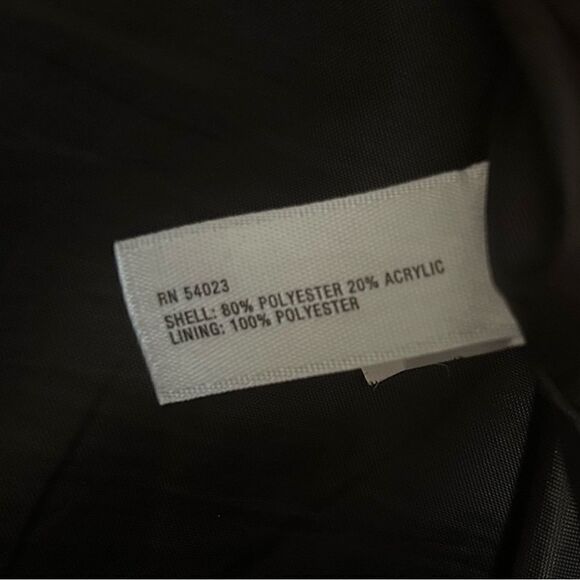 RN 54023
SHELL: 80% POLYESTER 20% ACRYLIC
LINING: 100% POLYESTER